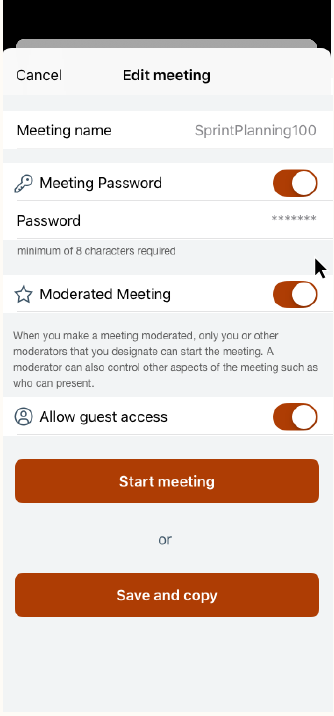 Cancel Edit meeting
Meeting name SprintPlanning100
Meeting Password
Password *******
minimum of 8 characters required
Moderated Meeting
When you make a meeting moderated, only you or other
moderators that you designate can start the meeting. A
moderator can also control other aspects of the meeting such as
who can present.
Allow guest access
Start meeting
or
Save and copy